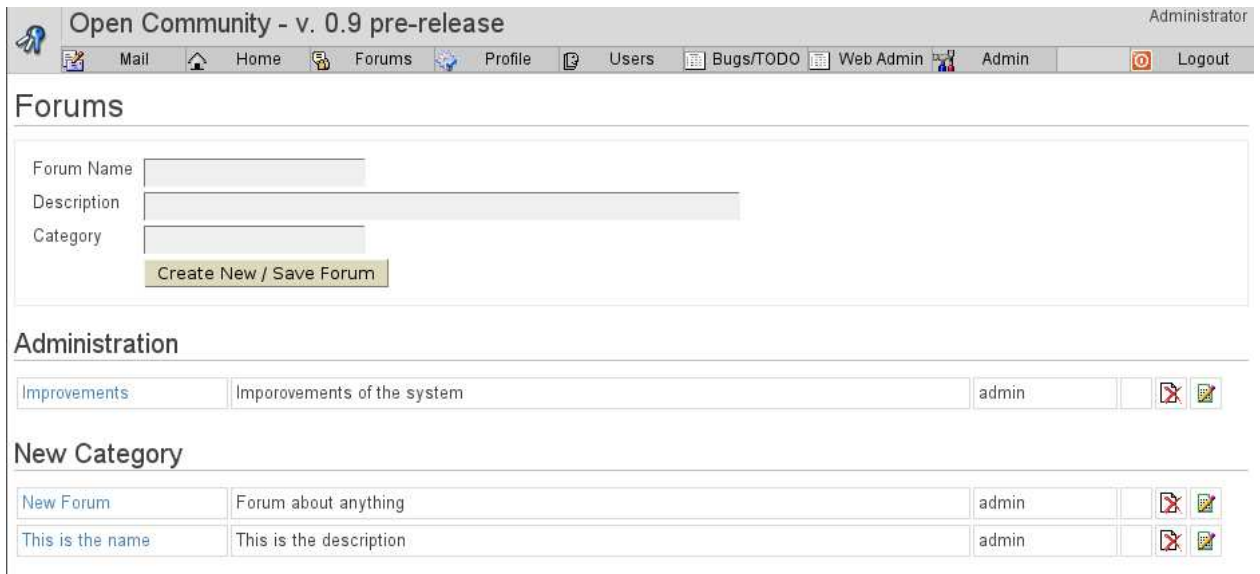 Open Community - v. 0.9 pre-release
Administrator
Mail Home Forums Profile Users Bugs/TODO Web Admin Admin Logout
Forums
Forum Name
Description
Category
Create New / Save Forum
Administration
Improvements Imporovements of the system admin
New Category
New Forum Forum about anything admin
This is the name This is the description admin